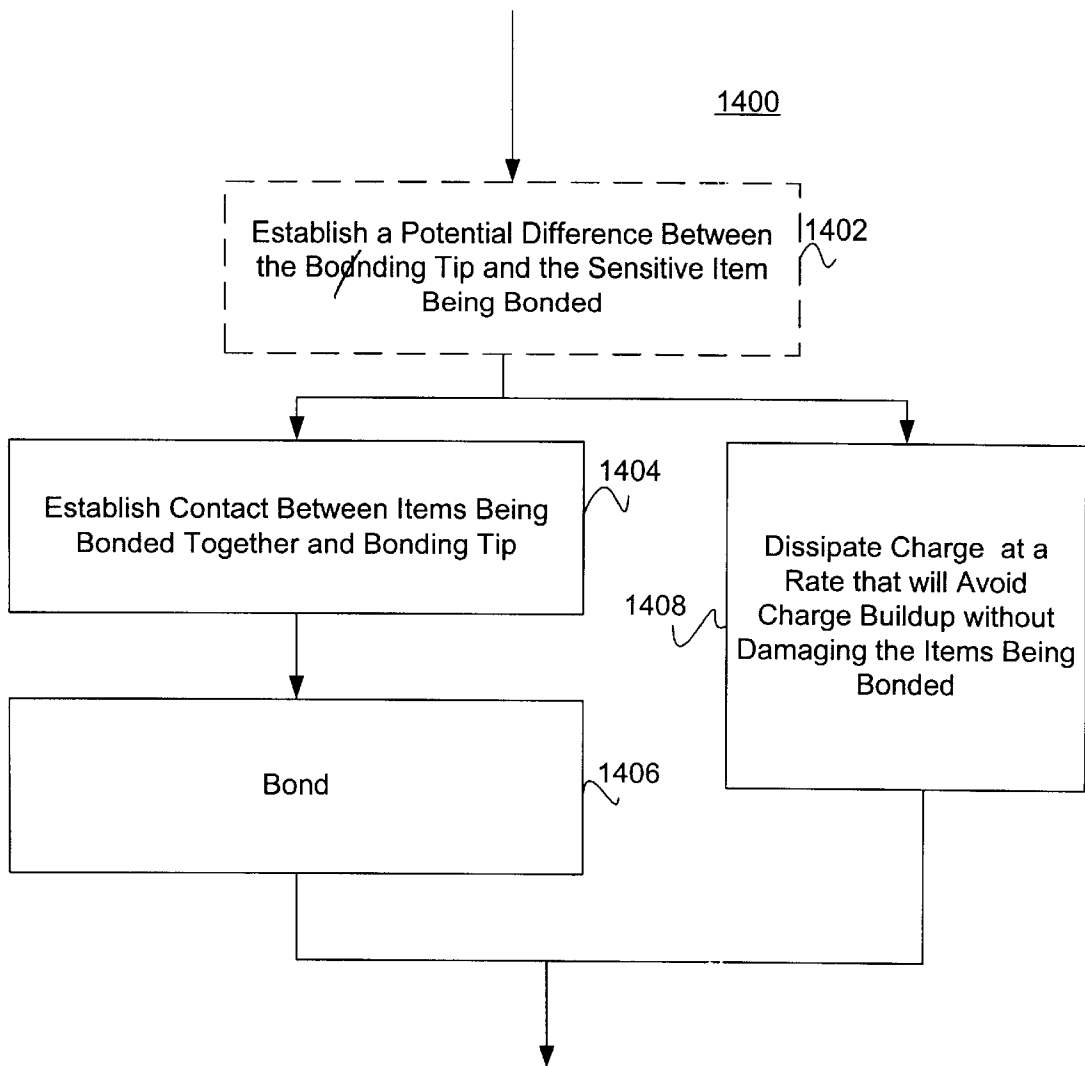 1400
Establish a Potential Difference Between
the Bodnding Tip and the Sensitive Item
Being Bonded
1402
Establish Contact Between Items Being
Bonded Together and Bonding Tip
1404
Dissipate Charge at a
Rate that will Avoid
Charge Buildup without
Damaging the Items Being
Bonded
1408
Bond
1406